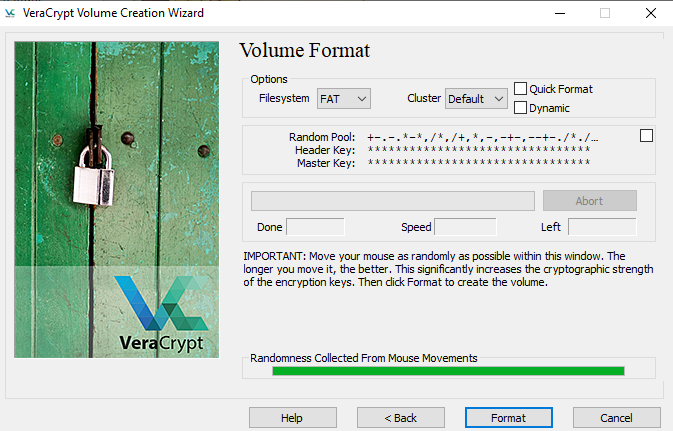 VeraCrypt Volume Creation Wizard
Volume Format
Options
Filesystem FAT Cluster Default Quick Format
Dynamic
Random Pool: +-.-.*-*,/*,/+,*,-,-+-,--+-./*./...
Header Key: ********************************
Master Key: ********************************
Abort
Done Speed Left
IMPORTANT: Move your mouse as randomly as possible within this window. The
longer you move it, the better. This significantly increases the cryptographic strength
of the encryption keys. Then click Format to create the volume.
VeraCrypt
Randomness Collected From Mouse Movements
Help < Back Format Cancel